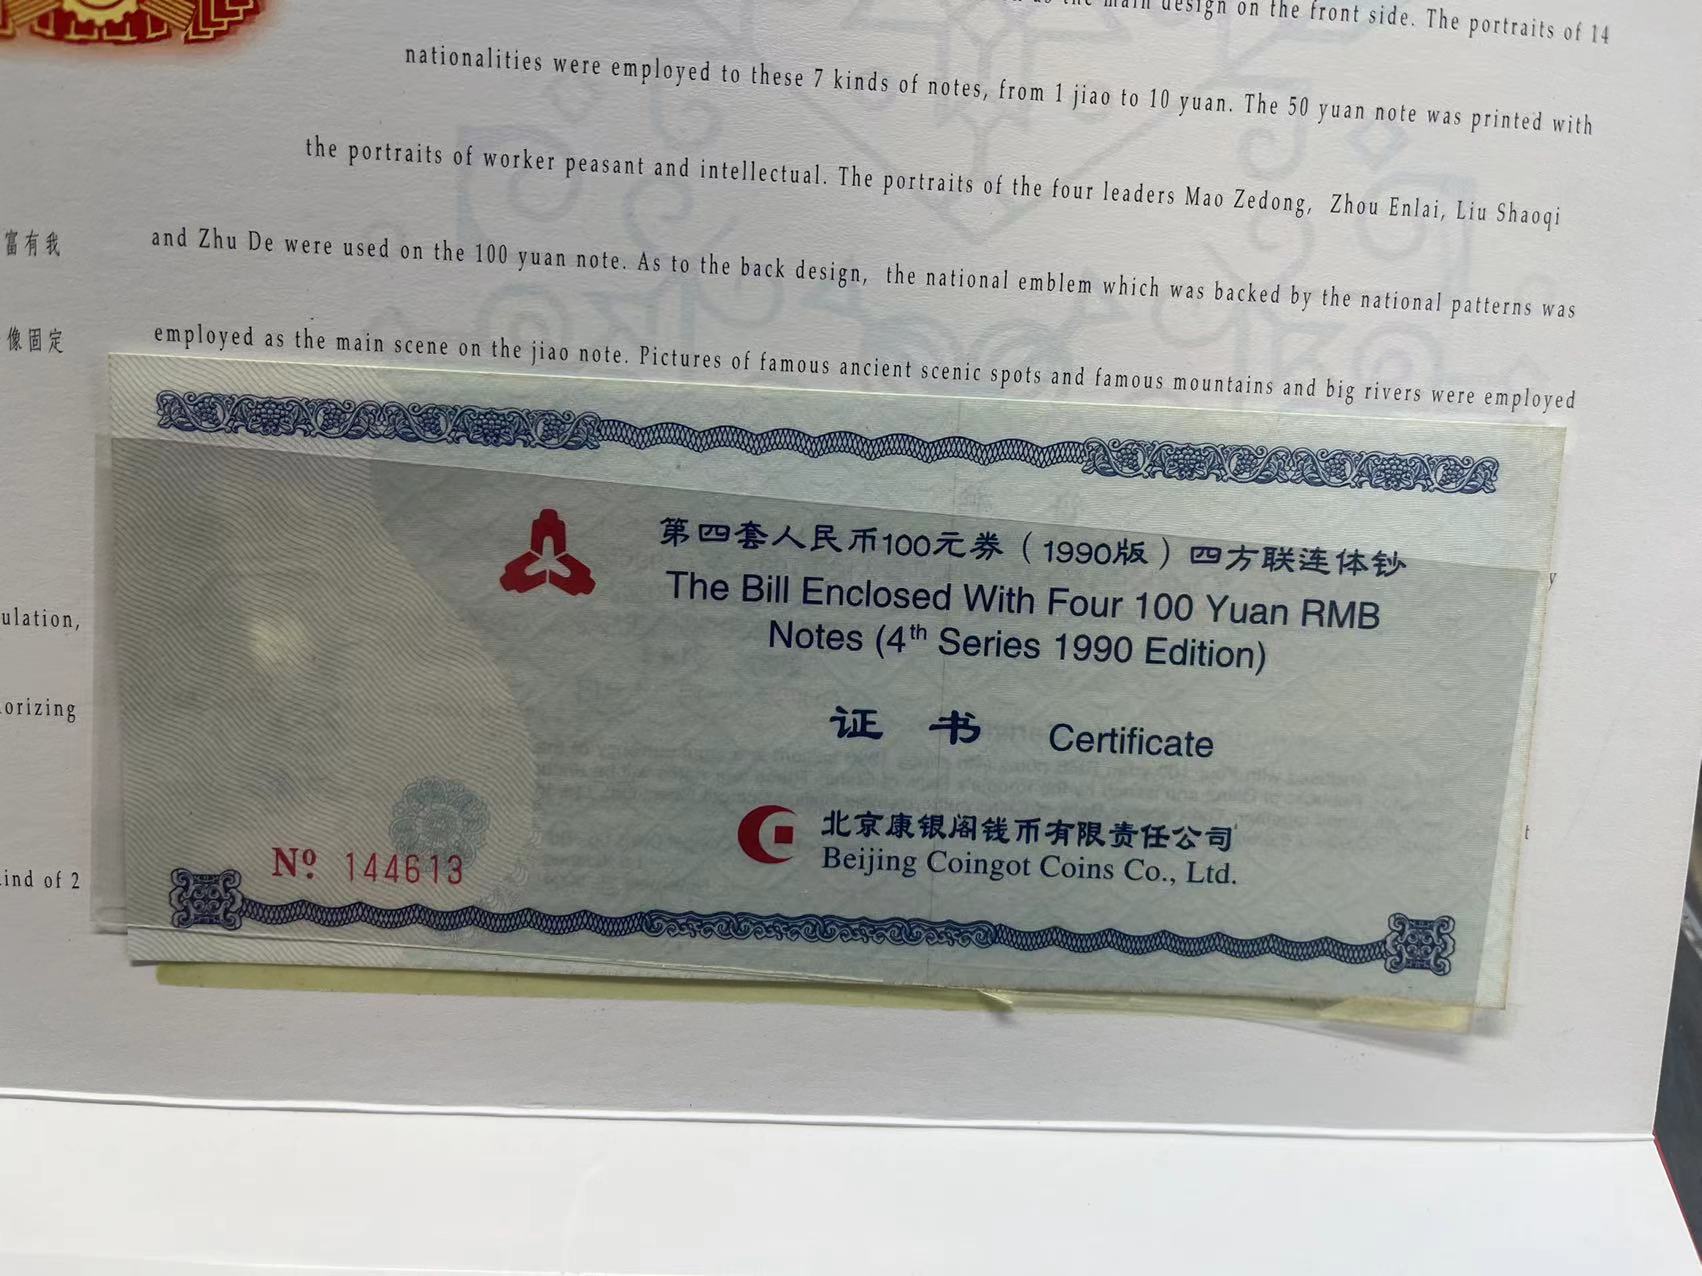 the main design on the front side. The portraits of 14
nationalities were employed to these 7 kinds of notes, from 1 jiao to 10 yuan. The 50 yuan note was printed with
the portraits of worker peasant and intellectual. The portraits of the four leaders Mao Zedong, Zhou Enlai, Liu Shaoqi
and Zhu De were used on the 100 yuan note. As to the back design, the national emblem which was backed by the national patterns was
employed as the main scene on the jiao note. Pictures of famous ancient scenic spots and famous mountains and big rivers were employed
富有我
像固定
ulation,
orizing
ind of 2
第四套人民币100元券（1990版）四方联连体钞
The Bill Enclosed With Four 100 Yuan RMB
Notes (4th Series 1990 Edition)
证 书 Certificate
北京康银阁钱币有限责任公司
Beijing Coingot Coins Co., Ltd.
Nº 144613